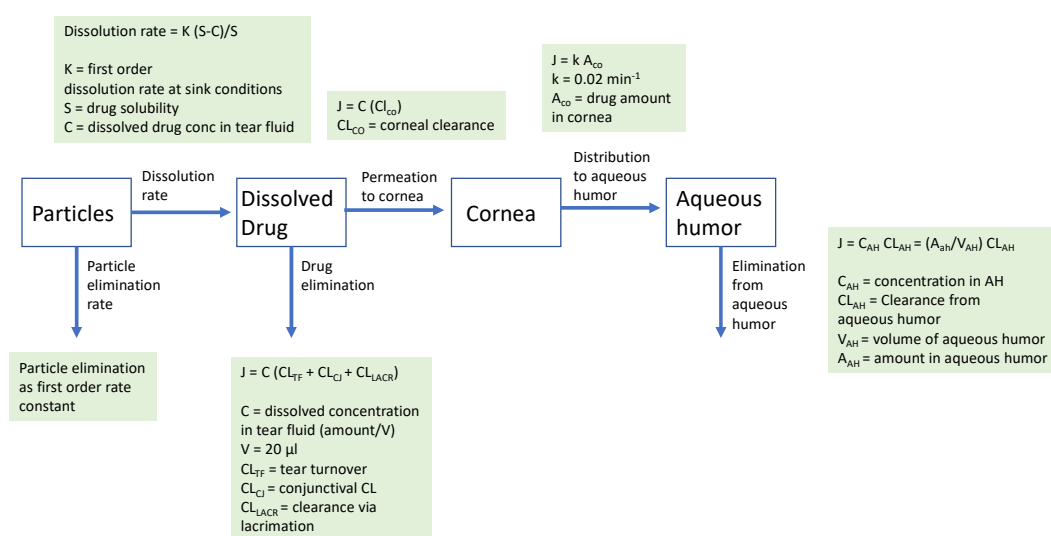 Dissolution rate = K (S-C)/S
K = first order
dissolution rate at sink conditions
S = drug solubility
C = dissolved drug conc in tear fluid
J = C (Cl_co)
CL_CO = corneal clearance
J = k A_co
k = 0.02 min⁻¹
A_co = drug amount
in cornea
Particles
Dissolution
rate
Dissolved
Drug
Permeation
to cornea
Cornea
Distribution
to aqueous
humor
Aqueous
humor
Particle
elimination
rate
Drug
elimination
Elimination
from
aqueous
humor
J = C_AH CL_AH = (A_ah/V_AH) CL_AH
C_AH = concentration in AH
CL_AH = Clearance from
aqueous humor
V_AH = volume of aqueous humor
A_AH = amount in aqueous humor
Particle elimination
as first order rate
constant
J = C (CL_TF + CL_CJ + CL_LACR)
C = dissolved concentration
in tear fluid (amount/V)
V = 20 µl
CL_TF = tear turnover
CL_CJ = conjunctival CL
CL_LACR = clearance via
lacrimation